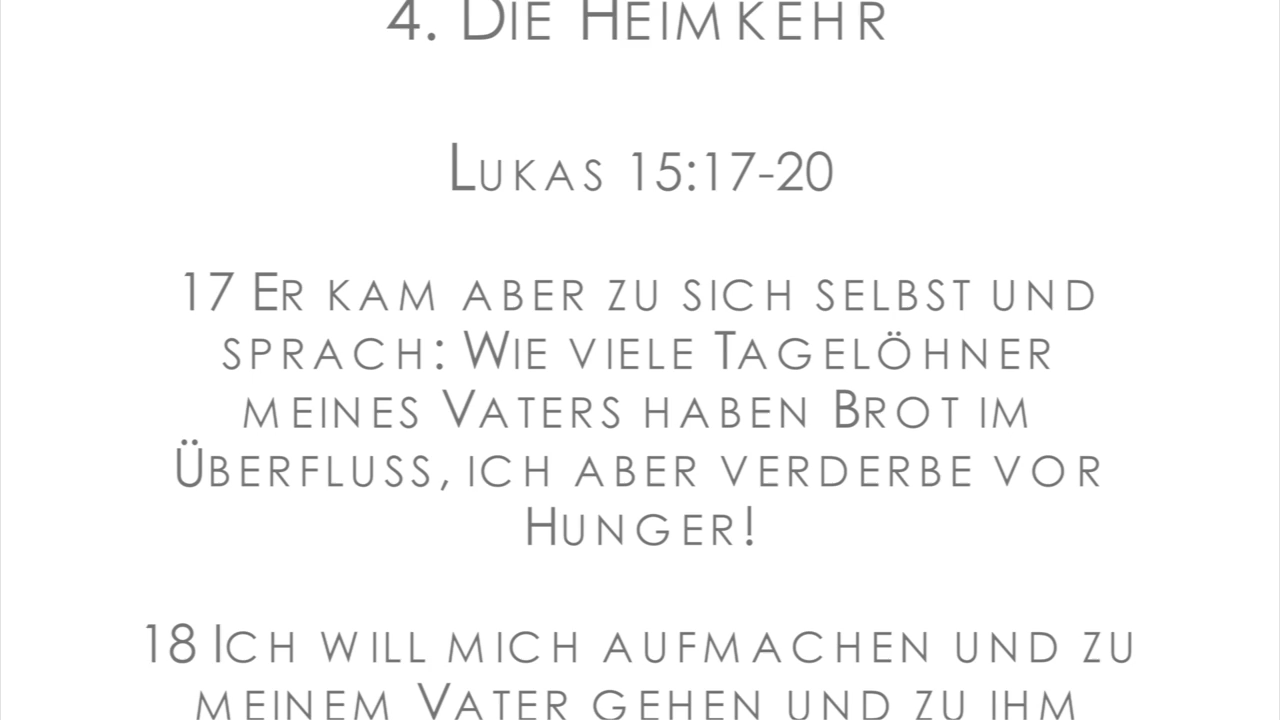 4. Die Heimkehr
Lukas 15:17-20
17 Er kam aber zu sich selbst und
sprach: Wie viele Tagelöhner
meines Vaters haben Brot im
Überfluss, ich aber verderbe vor
Hunger!
18 Ich will mich aufmachen und zu
meinem Vater gehen und zu ihm